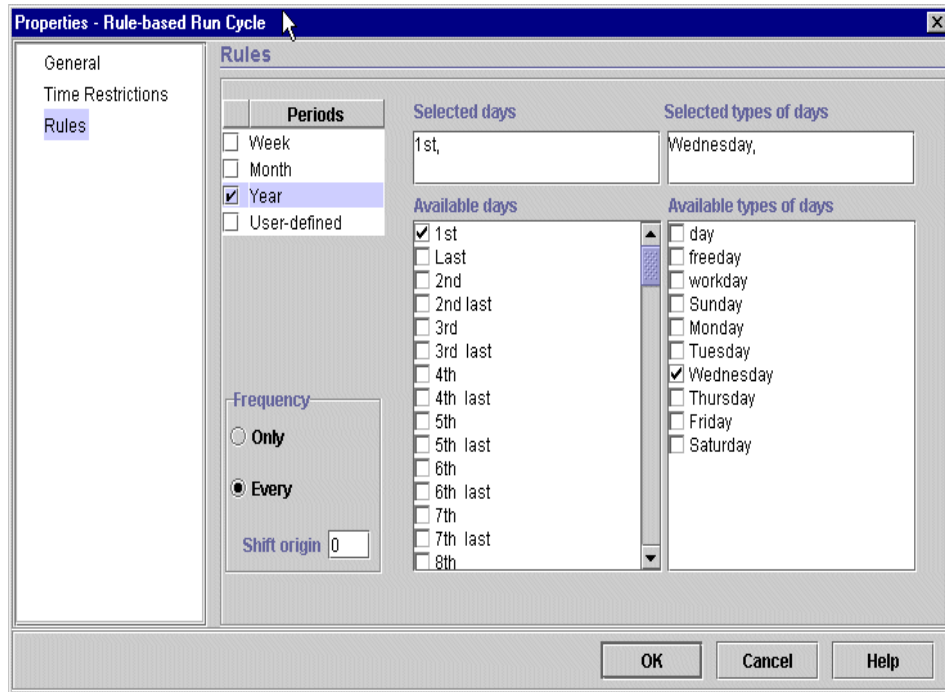 Properties - Rule-based Run Cycle
General
Time Restrictions
Rules
Rules
Periods
Week
Month
Year
User-defined
Frequency
Only
Every
Shift origin 0
Selected days
1st,
Available days
1st
Last
2nd
2nd last
3rd
3rd last
4th
4th last
5th
5th last
6th
6th last
7th
7th last
8th
Selected types of days
Wednesday,
Available types of days
day
freeday
workday
Sunday
Monday
Tuesday
Wednesday
Thursday
Friday
Saturday
OK
Cancel
Help